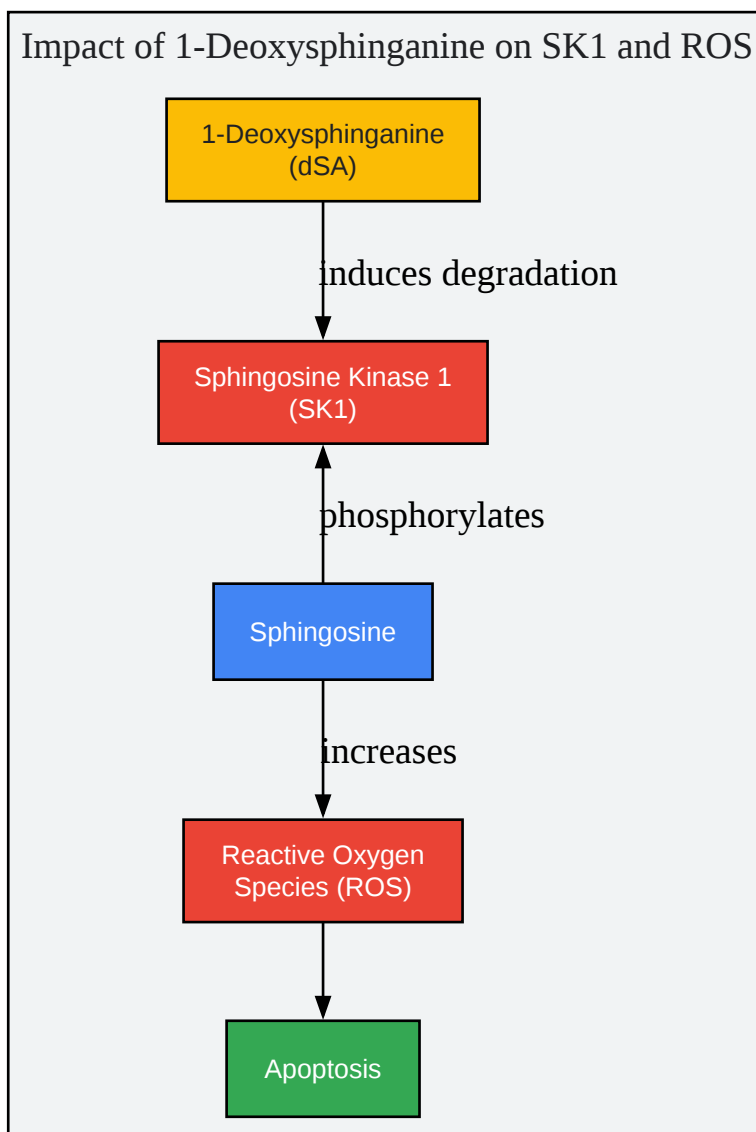 Impact of 1-Deoxysphinganine on SK1 and ROS
1-Deoxysphinganine
(dSA)
induces degradation
Sphingosine Kinase 1
(SK1)
phosphorylates
Sphingosine
increases
Reactive Oxygen
Species (ROS)
Apoptosis